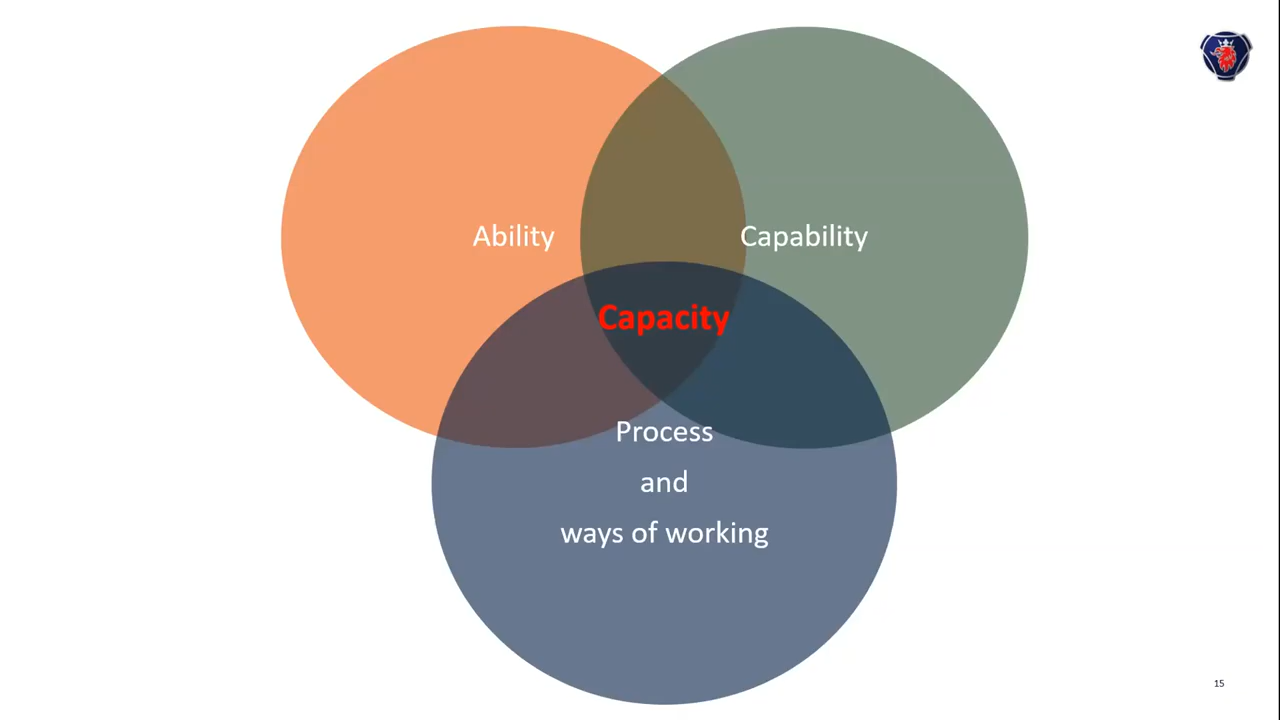 Ability
Capability
Capacity
Process
and
ways of working
15